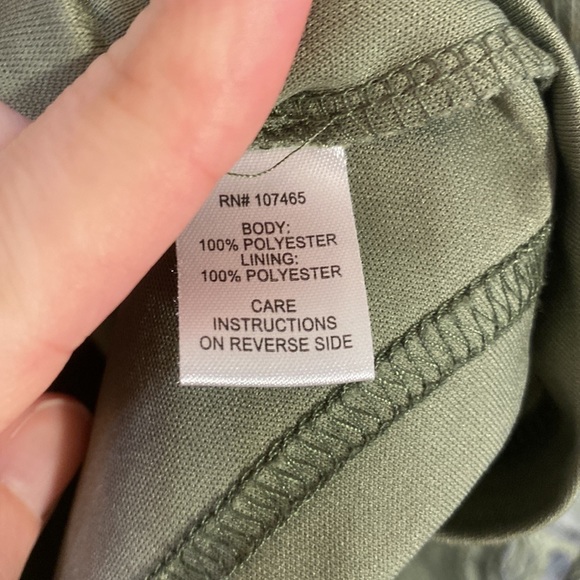 RN# 107465
BODY:
100% POLYESTER
LINING:
100% POLYESTER
CARE
INSTRUCTIONS
ON REVERSE SIDE